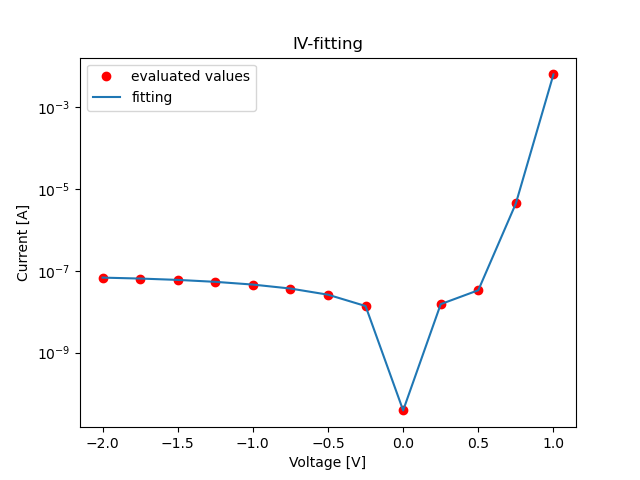 IV-fitting
evaluated values
fitting
Current [A]
10⁻³
10⁻⁵
10⁻⁷
10⁻⁹
−2.0 −1.5 −1.0 −0.5 0.0 0.5 1.0
Voltage [V]